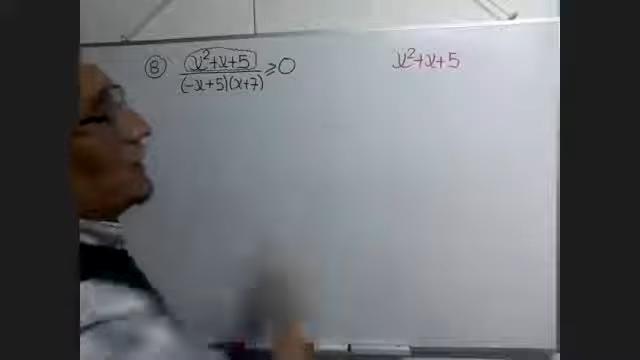 ⑧ (x²+x+5)/((-x+5)(x+7)) ≥ 0
x²+x+5